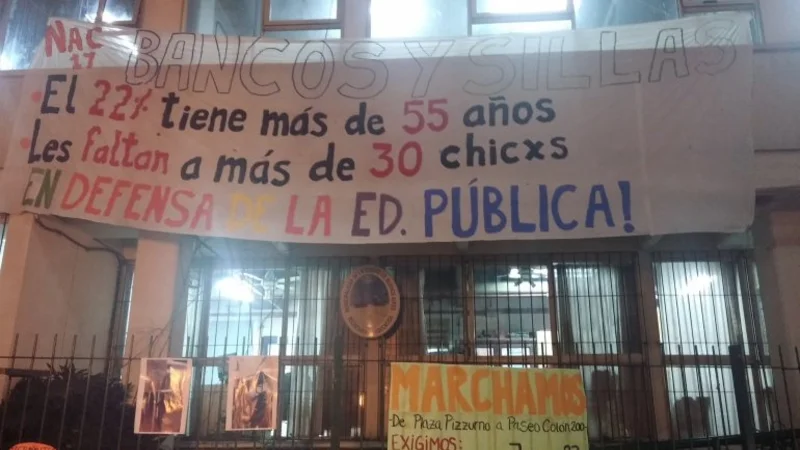 NAC
17
BANCOS Y SILLAS
• El 22% tiene más de 55 años
• Les faltan a más de 30 chicxs
EN DEFENSA DE LA ED. PÚBLICA!
MARCHAMOS
- De Plaza Pizzurno a Paseo Colón
EXIGIMOS: